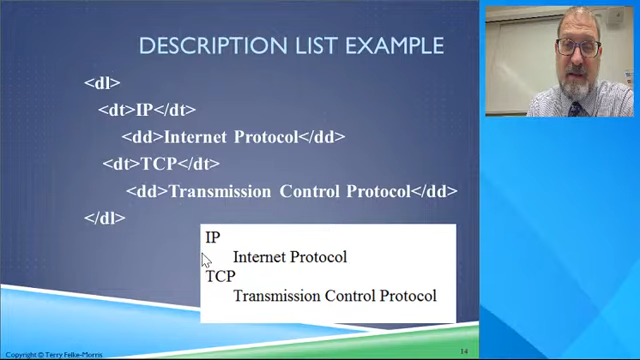 DESCRIPTION LIST EXAMPLE
<dl>
<dt>IP</dt>
<dd>Internet Protocol</dd>
<dt>TCP</dt>
<dd>Transmission Control Protocol</dd>
</dl>
IP
Internet Protocol
TCP
Transmission Control Protocol
Copyright © Terry Felke-Morris
14